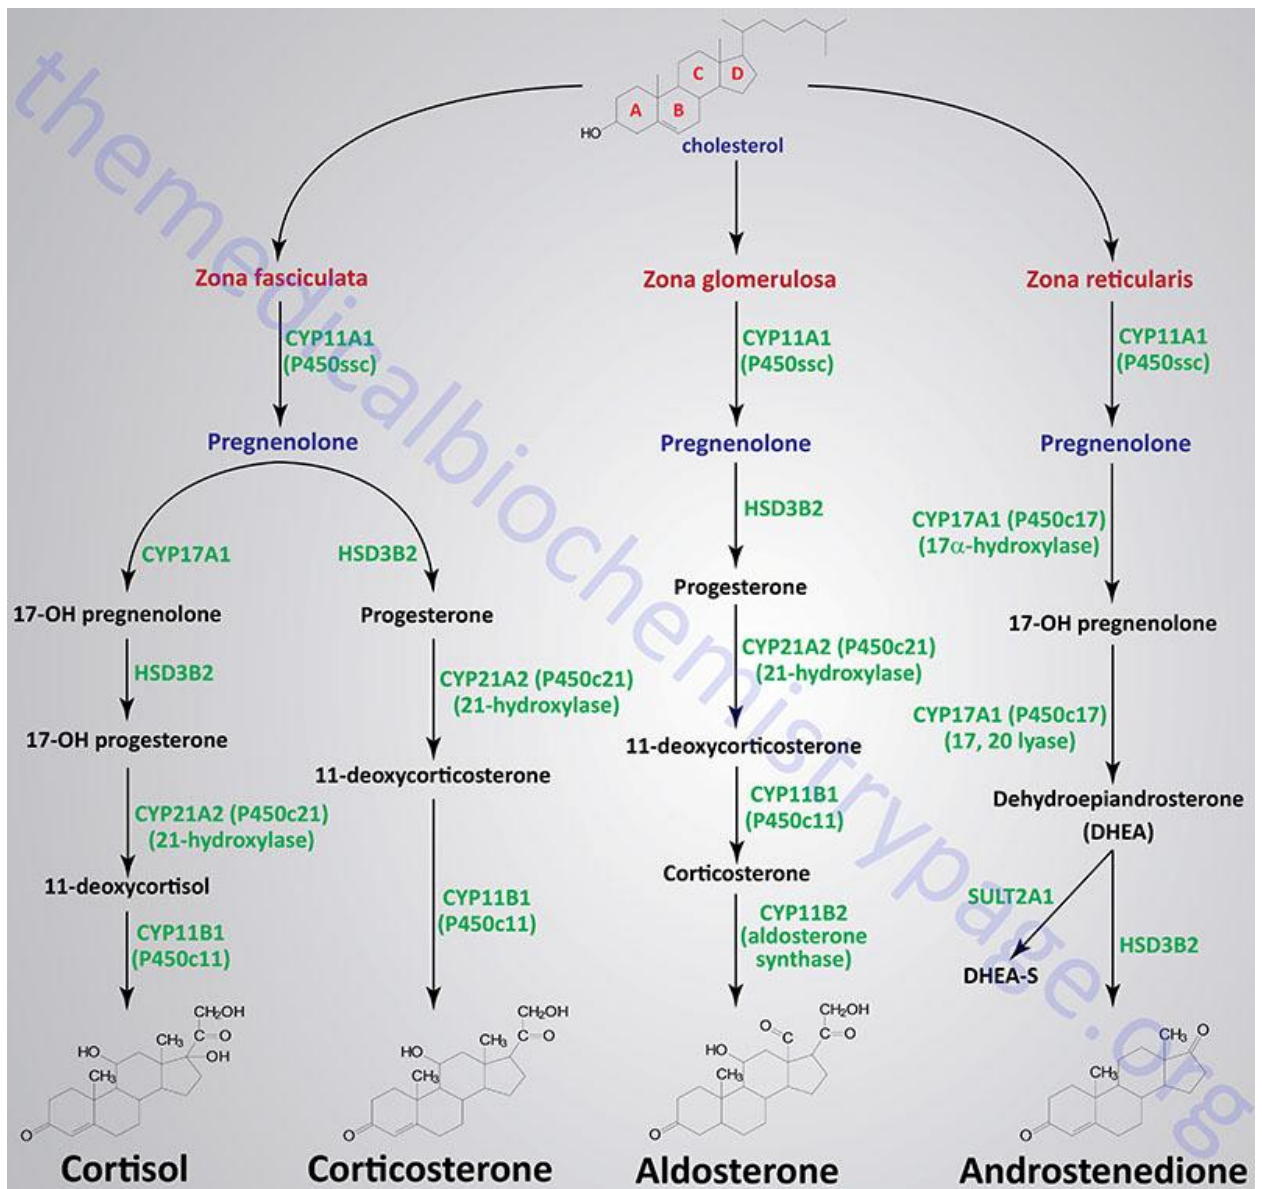 themedicalbiochemistrypage.org
A
B
C
D
HO
cholesterol
Zona fasciculata
Zona glomerulosa
Zona reticularis
CYP11A1
(P450ssc)
CYP11A1
(P450ssc)
CYP11A1
(P450ssc)
Pregnenolone
Pregnenolone
Pregnenolone
CYP17A1
HSD3B2
17-OH pregnenolone
HSD3B2
17-OH progesterone
CYP21A2 (P450c21)
(21-hydroxylase)
11-deoxycortisol
CYP11B1
(P450c11)
CH₂OH
C=O
CH₃
OH
HO
CH₃
O
Cortisol
Progesterone
CYP21A2 (P450c21)
(21-hydroxylase)
11-deoxycorticosterone
CYP11B1
(P450c11)
CH₂OH
C=O
CH₃
HO
CH₃
O
Corticosterone
HSD3B2
Progesterone
CYP21A2 (P450c21)
(21-hydroxylase)
11-deoxycorticosterone
CYP11B1
(P450c11)
Corticosterone
CYP11B2
(aldosterone
synthase)
CH₂OH
O
C
C=O
HO
CH₃
O
Aldosterone
CYP17A1 (P450c17)
(17α-hydroxylase)
17-OH pregnenolone
CYP17A1 (P450c17)
(17, 20 lyase)
Dehydroepiandrosterone
(DHEA)
SULT2A1
DHEA-S
HSD3B2
CH₃
O
CH₃
O
Androstenedione